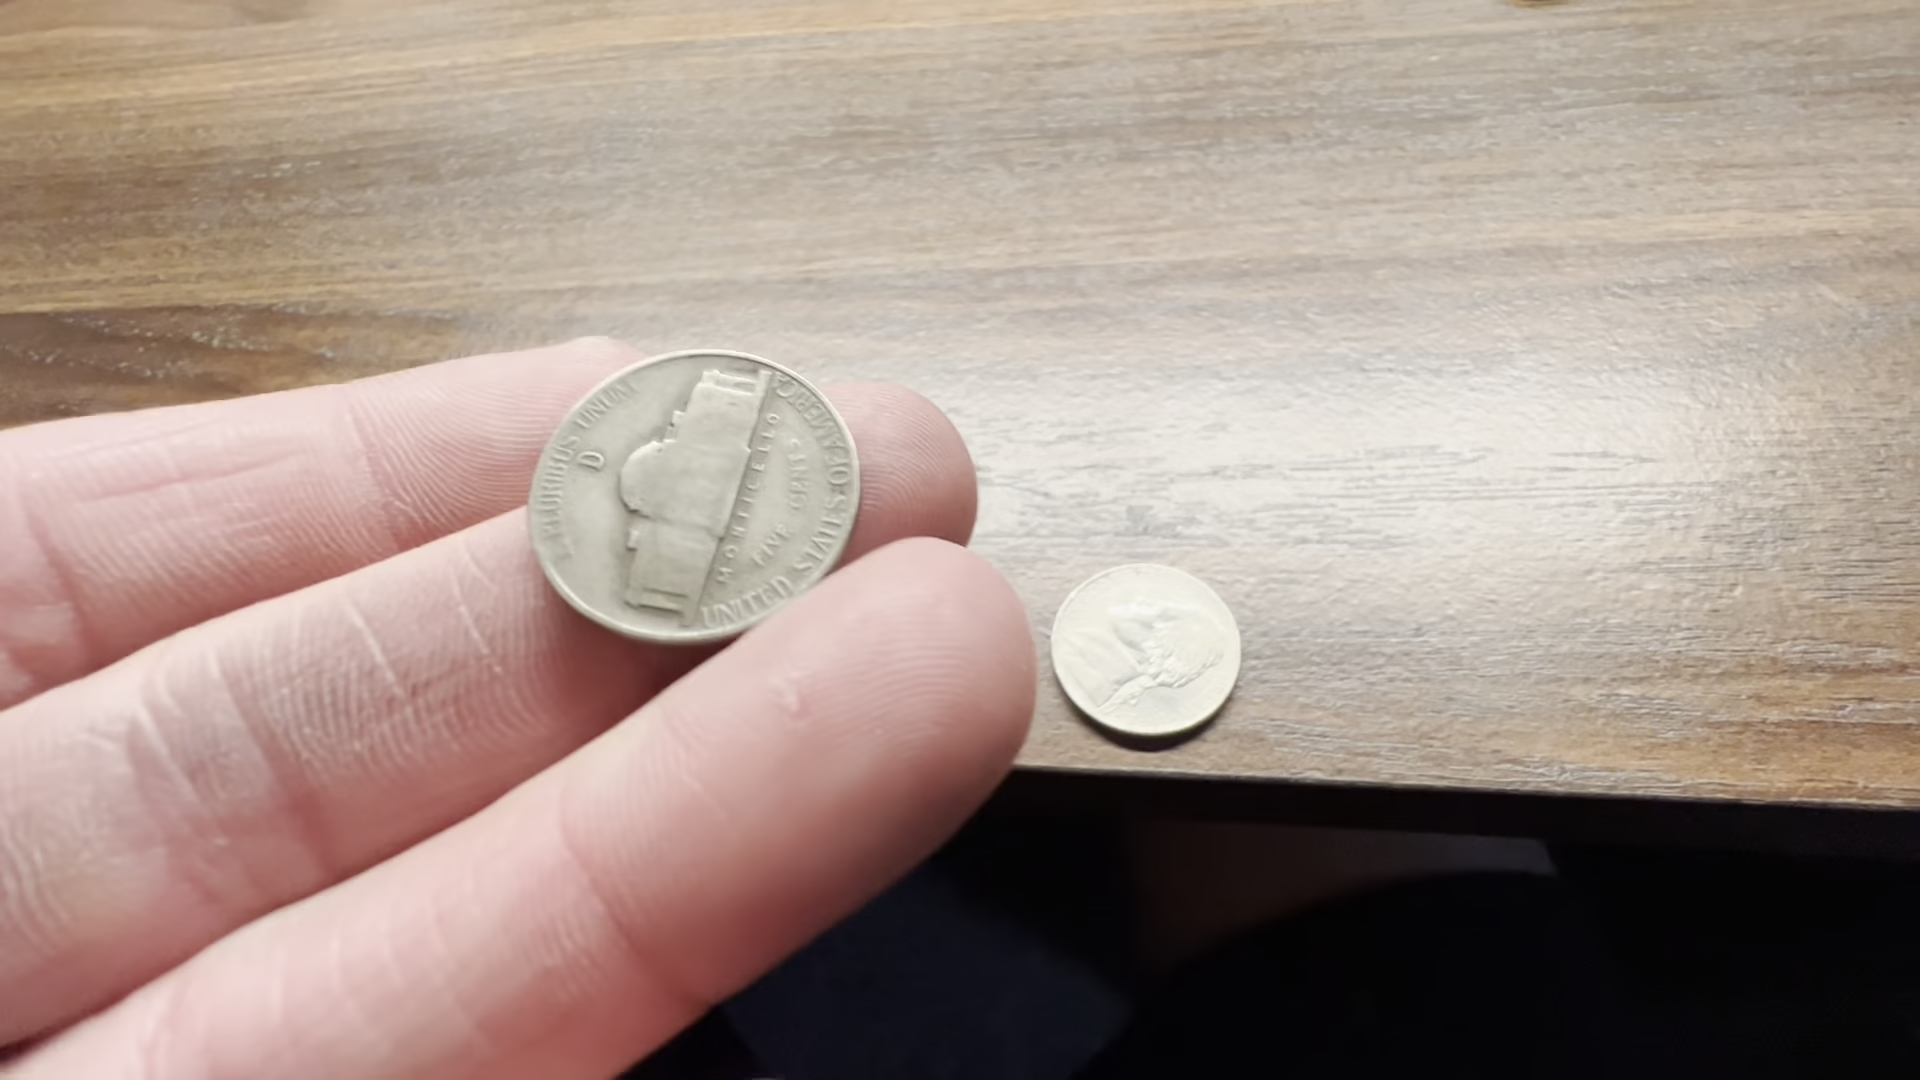 E PLURIBUS UNUM
D
MONTICELLO
FIVE CENTS
UNITED STATES OF AMERICA